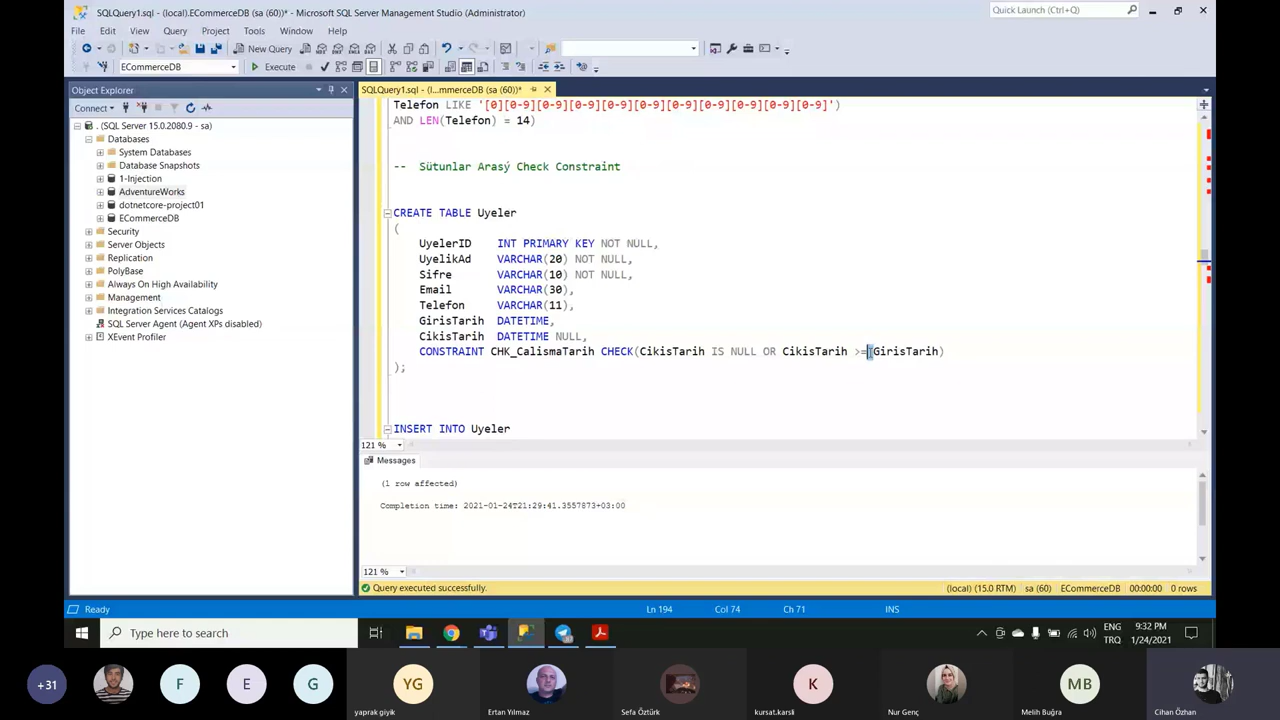 SQLQuery1.sql - (local).ECommerceDB (sa (60))* - Microsoft SQL Server Management Studio (Administrator)
Quick Launch (Ctrl+Q)
File Edit View Query Project Tools Window Help
New Query
ECommerceDB
Execute
Object Explorer
SQLQuery1.sql - (l...mmerceDB (sa (60))*
Connect
. (SQL Server 15.0.2080.9 - sa)
Databases
System Databases
Database Snapshots
1-Injection
AdventureWorks
dotnetcore-project01
ECommerceDB
Security
Server Objects
Replication
PolyBase
Always On High Availability
Management
Integration Services Catalogs
SQL Server Agent (Agent XPs disabled)
XEvent Profiler
Telefon LIKE '[0][0-9][0-9][0-9][0-9][0-9][0-9][0-9][0-9][0-9][0-9]')
AND LEN(Telefon) = 14)
-- Sütunlar Arasý Check Constraint
CREATE TABLE Uyeler
(
UyelerID INT PRIMARY KEY NOT NULL,
UyelikAd VARCHAR(20) NOT NULL,
Sifre VARCHAR(10) NOT NULL,
Email VARCHAR(30),
Telefon VARCHAR(11),
GirisTarih DATETIME,
CikisTarih DATETIME NULL,
CONSTRAINT CHK_CalismaTarih CHECK(CikisTarih IS NULL OR CikisTarih >= GirisTarih)
);
INSERT INTO Uyeler
121 %
Messages
(1 row affected)
Completion time: 2021-01-24T21:29:41.3557873+03:00
121 %
Query executed successfully.
(local) (15.0 RTM) sa (60) ECommerceDB 00:00:00 0 rows
Ready
Ln 194 Col 74 Ch 71 INS
Type here to search
ENG
TRQ
9:32 PM
1/24/2021
+31
F
E
G
YG
K
MB
yaprak giyik
Ertan Yılmaz
Sefa Öztürk
kursat.karsli
Nur Genç
Melih Buğra
Cihan Özhan